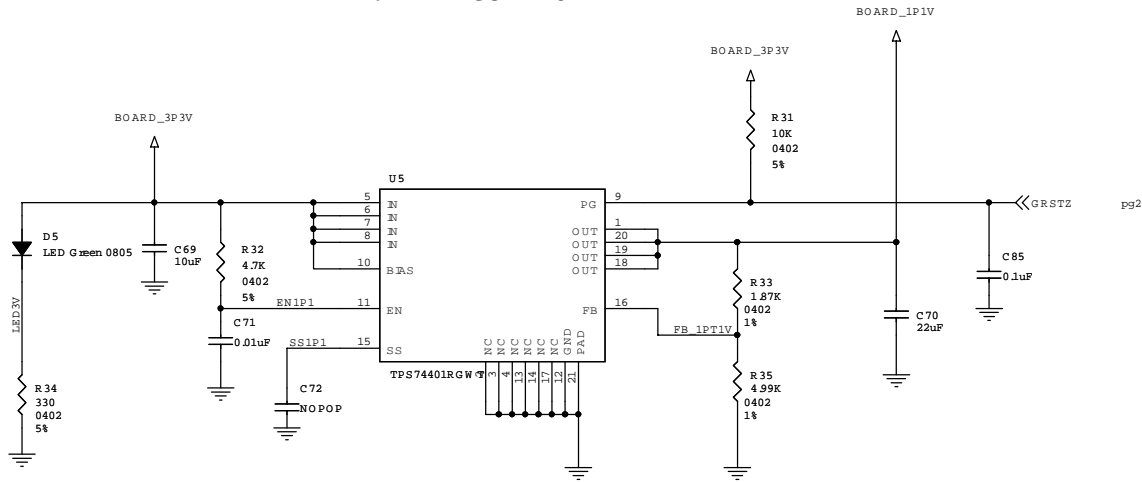 BOARD_1P1V
BOARD_3P3V
BOARD_3P3V
R31
10K
0402
5%
U5
5 IN
6 IN
7 IN
8 IN
10 BIAS
11 EN
15 SS
PG 9
OUT 1
OUT 20
OUT 19
OUT 18
FB 16
GRSTZ pg2
D5
LED Green 0805
C69
10uF
R32
4.7K
0402
5%
EN1P1
C71
0.01uF
SS1P1
C72
NOPOP
LED3V
R34
330
0402
5%
NC NC NC NC NC NC GND PAD
3 4 13 14 17 12 21
TPS74401RGW
R33
1.87K
0402
1%
FB_1PT1V
R35
4.99K
0402
1%
C70
22uF
C85
0.1uF